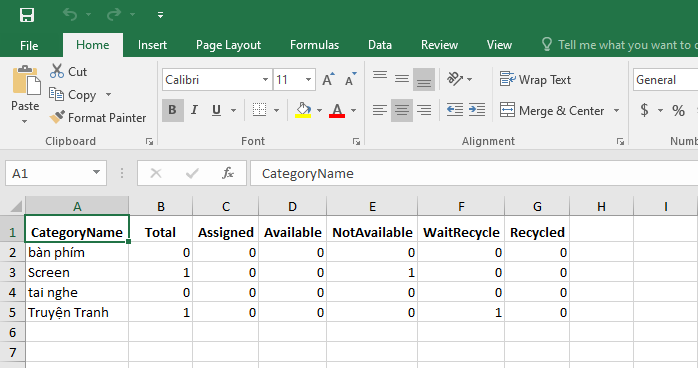 File Home Insert Page Layout Formulas Data Review View Tell me what you want to
Paste Cut Calibri 11 A A Wrap Text General
Copy
Format Painter B I U A Merge & Center $ %
Clipboard Font Alignment
A1 fx CategoryName
A B C D E F G H I
1 CategoryName Total Assigned Available NotAvailable WaitRecycle Recycled
2 bàn phím 0 0 0 0 0 0
3 Screen 1 0 0 1 0 0
4 tai nghe 0 0 0 0 0 0
5 Truyện Tranh 1 0 0 0 1 0
6
7